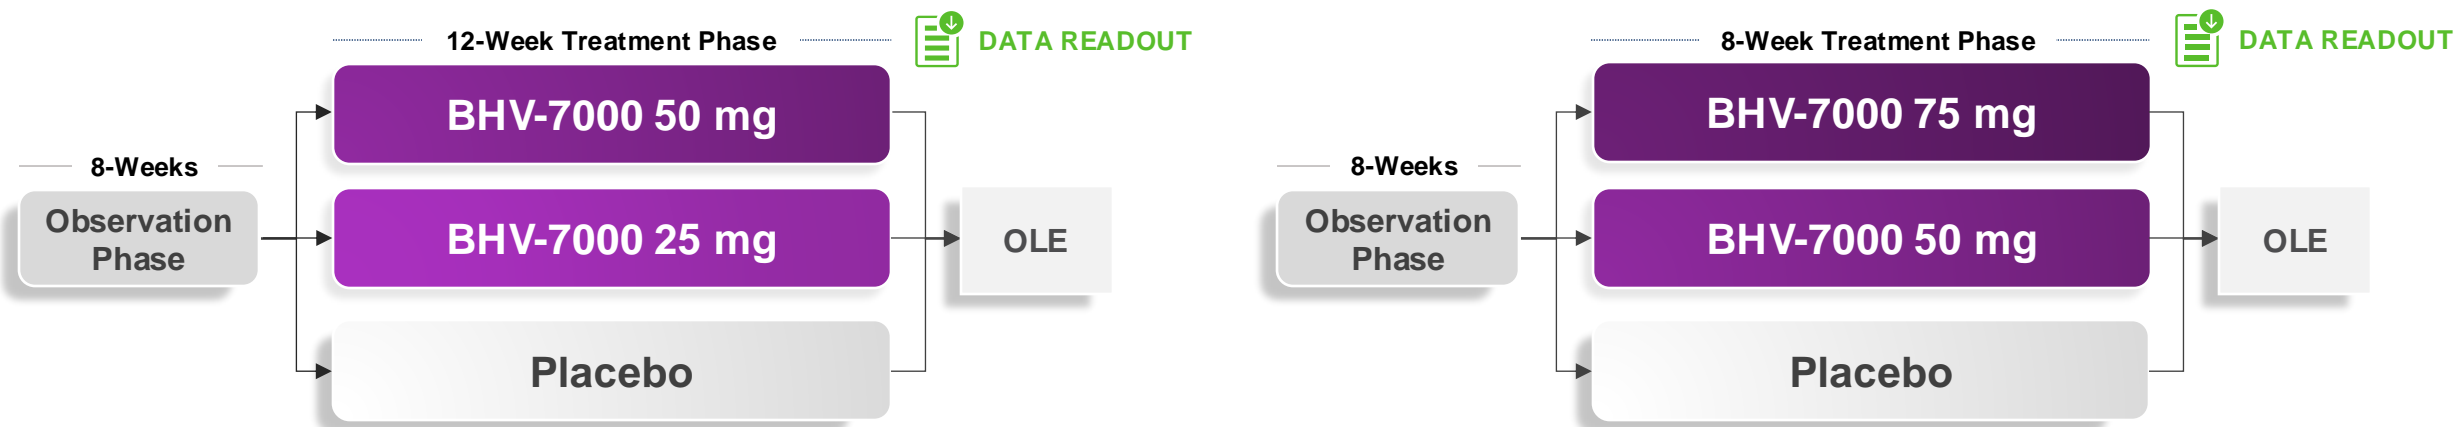 12-Week Treatment Phase
DATA READOUT
BHV-7000 50 mg
8-Weeks
Observation
Phase
BHV-7000 25 mg
OLE
Placebo
8-Week Treatment Phase
DATA READOUT
BHV-7000 75 mg
8-Weeks
Observation
Phase
BHV-7000 50 mg
OLE
Placebo